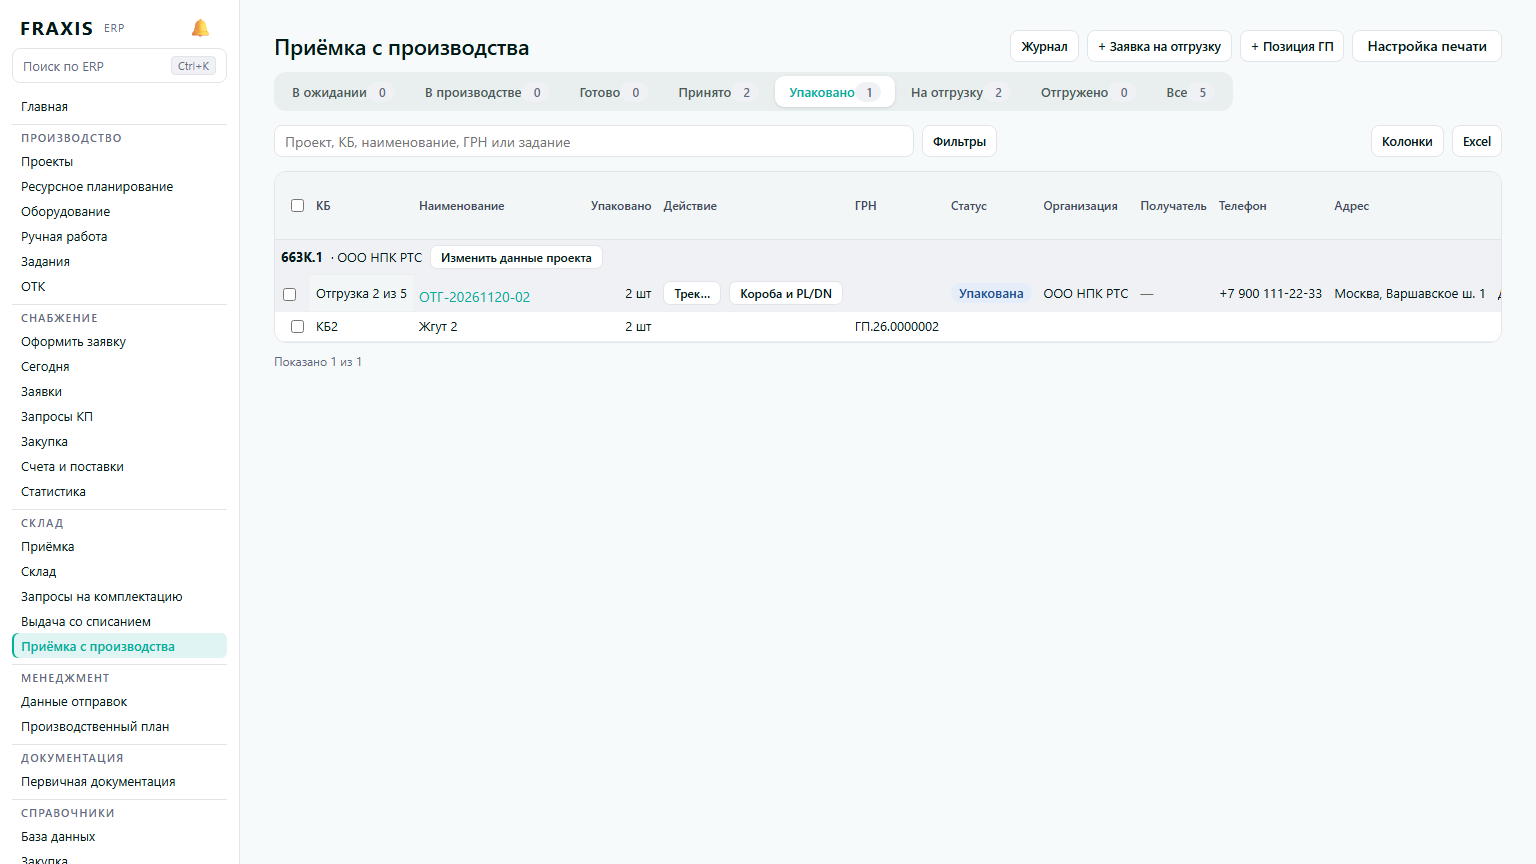 FRAXIS ERP
Поиск по ERP Ctrl+K
Главная
ПРОИЗВОДСТВО
Проекты
Ресурсное планирование
Оборудование
Ручная работа
Задания
ОТК
СНАБЖЕНИЕ
Оформить заявку
Сегодня
Заявки
Запросы КП
Закупка
Счета и поставки
Статистика
СКЛАД
Приёмка
Склад
Запросы на комплектацию
Выдача со списанием
Приёмка с производства
МЕНЕДЖМЕНТ
Данные отправок
Производственный план
ДОКУМЕНТАЦИЯ
Первичная документация
СПРАВОЧНИКИ
База данных
Закупка
Приёмка с производства
Журнал + Заявка на отгрузку + Позиция ГП Настройка печати
В ожидании 0 В производстве 0 Готово 0 Принято 2 Упаковано 1 На отгрузку 2 Отгружено 0 Все 5
Проект, КБ, наименование, ГРН или задание Фильтры Колонки Excel
КБ Наименование Упаковано Действие ГРН Статус Организация Получатель Телефон Адрес
663К.1 · ООО НПК РТС Изменить данные проекта
Отгрузка 2 из 5 ОТГ-20261120-02 2 шт Трек... Короба и PL/DN Упакована ООО НПК РТС — +7 900 111-22-33 Москва, Варшавское ш. 1
КБ2 Жгут 2 2 шт ГП.26.0000002
Показано 1 из 1